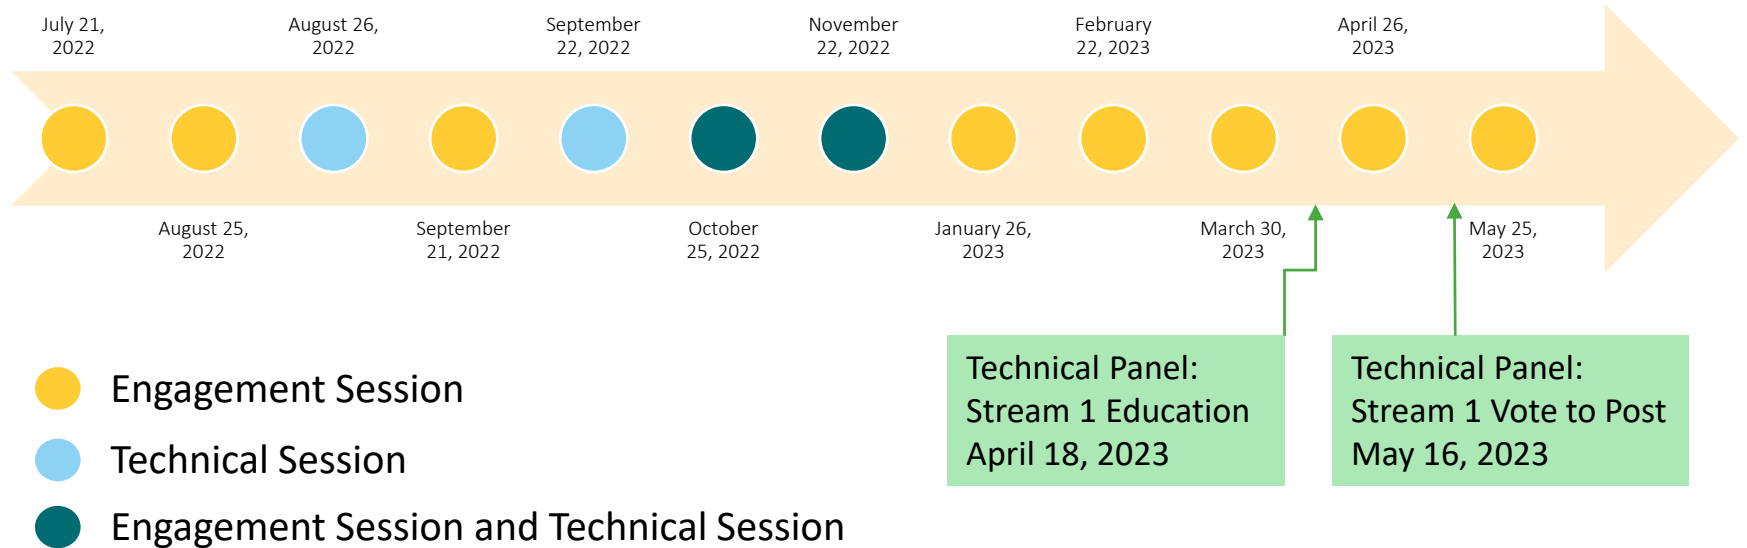 July 21,
2022
August 26,
2022
September
22, 2022
November
22, 2022
February
22, 2023
April 26,
2023
August 25,
2022
September
21, 2022
October
25, 2022
January 26,
2023
March 30,
2023
May 25,
2023
Technical Panel:
Stream 1 Education
April 18, 2023
Technical Panel:
Stream 1 Vote to Post
May 16, 2023
Engagement Session
Technical Session
Engagement Session and Technical Session